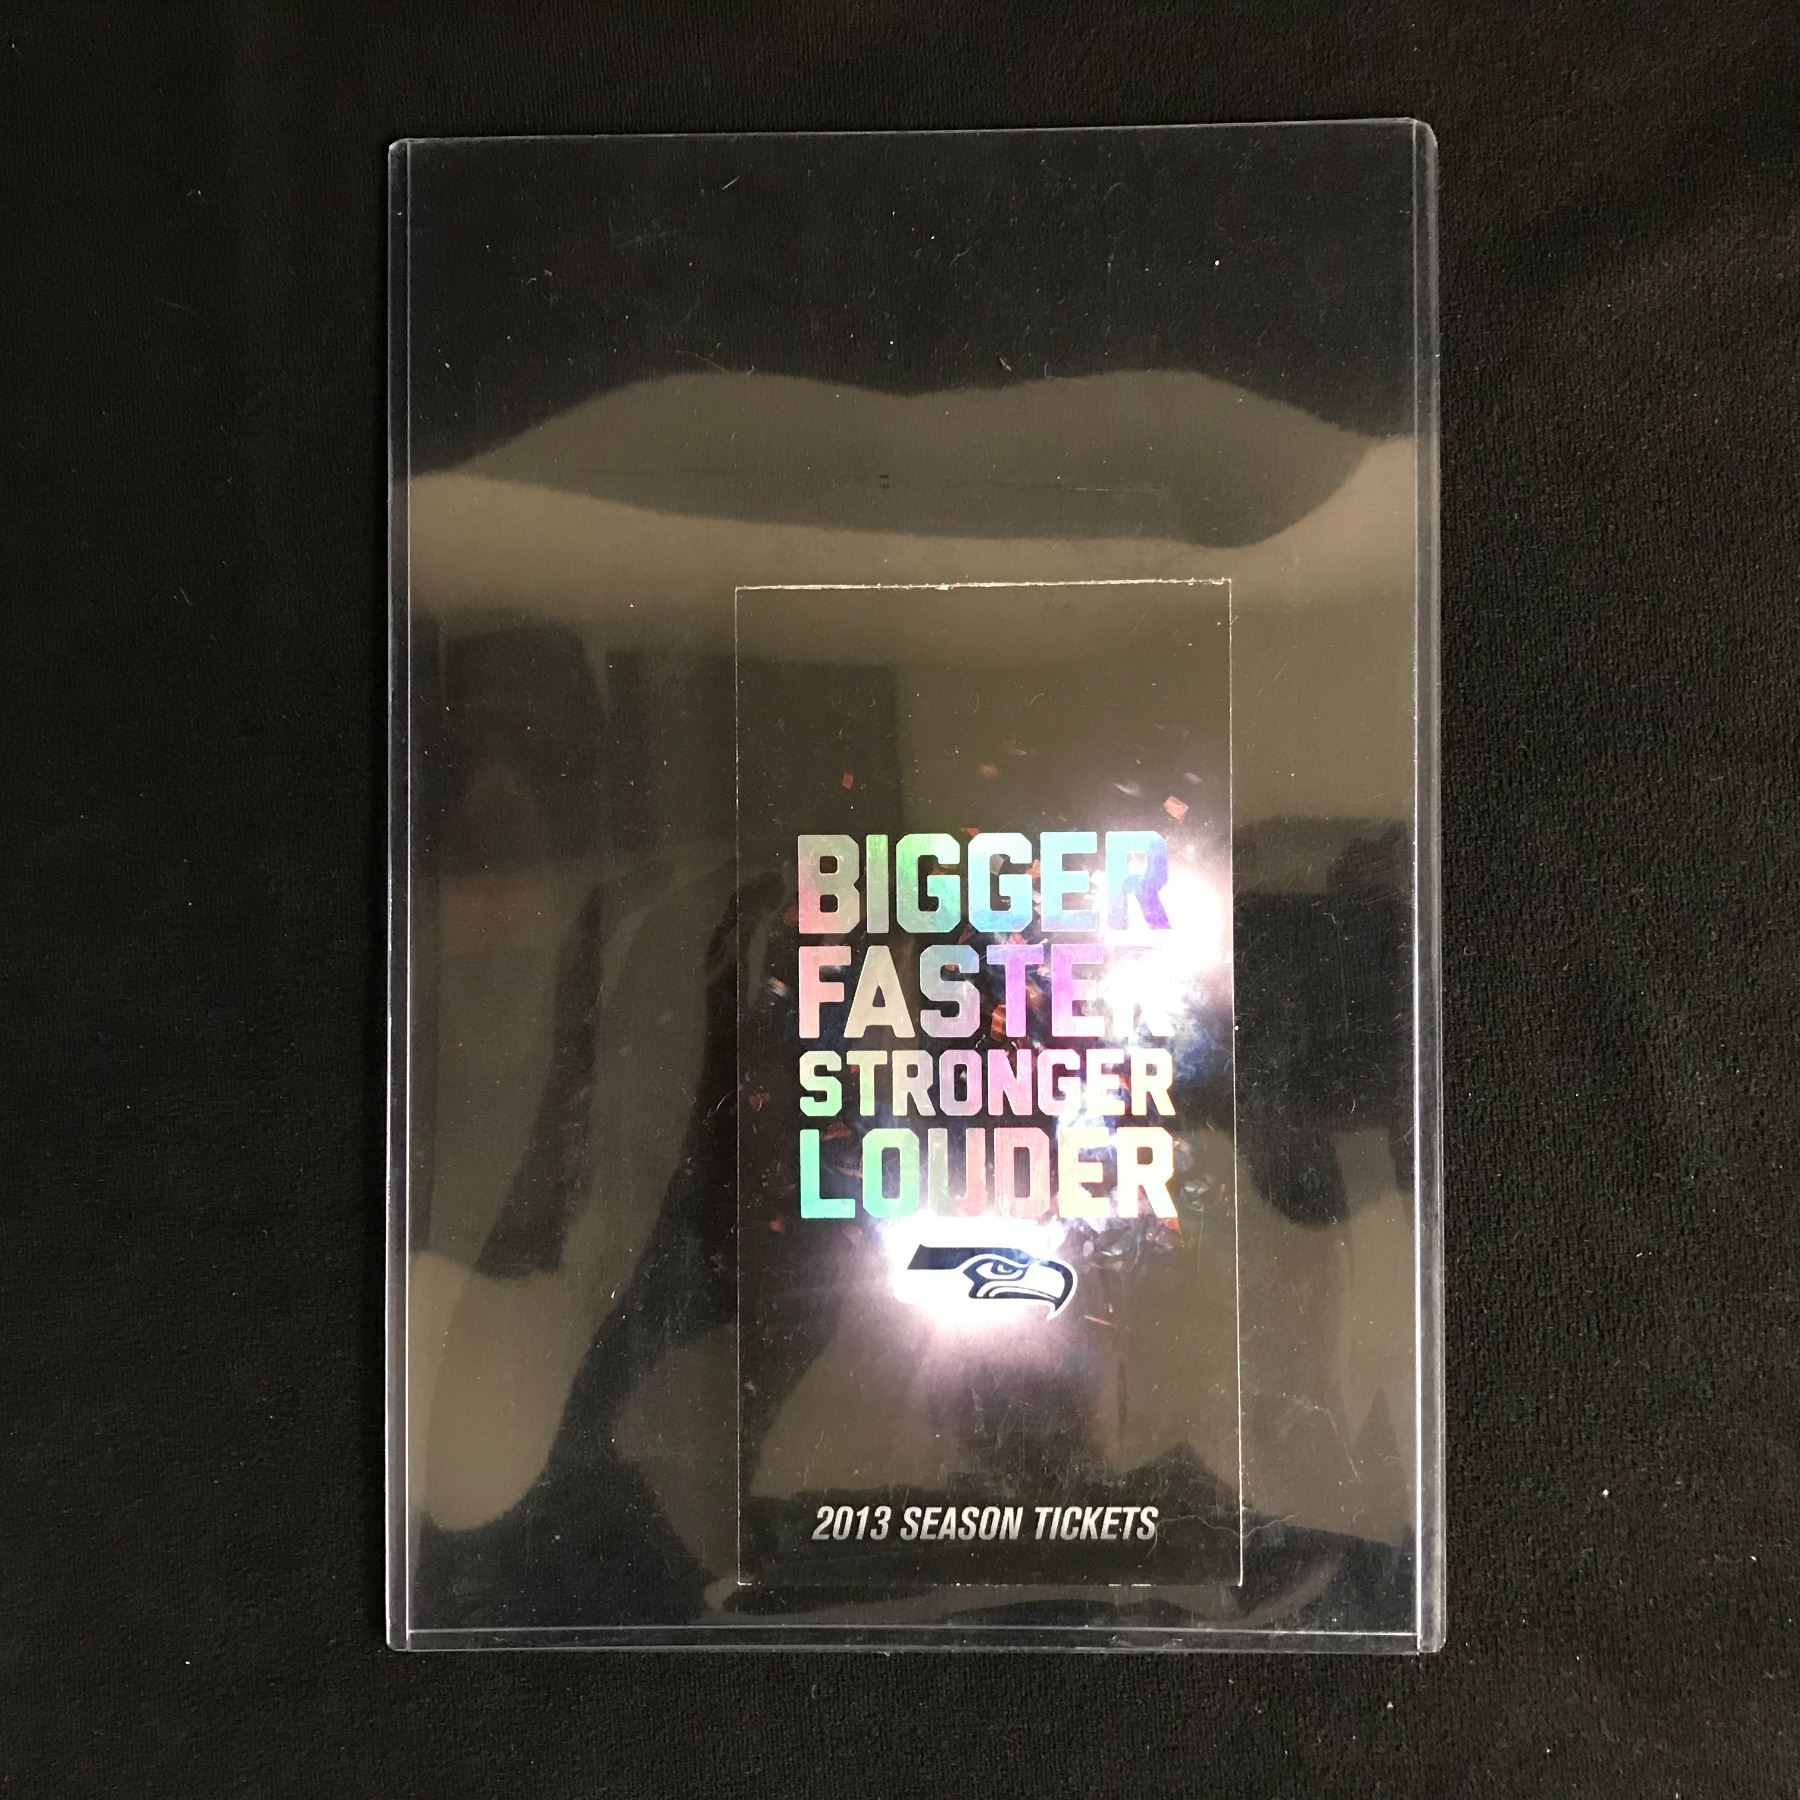 BIGGER
FASTER
STRONGER
LOUDER
2013 SEASON TICKETS